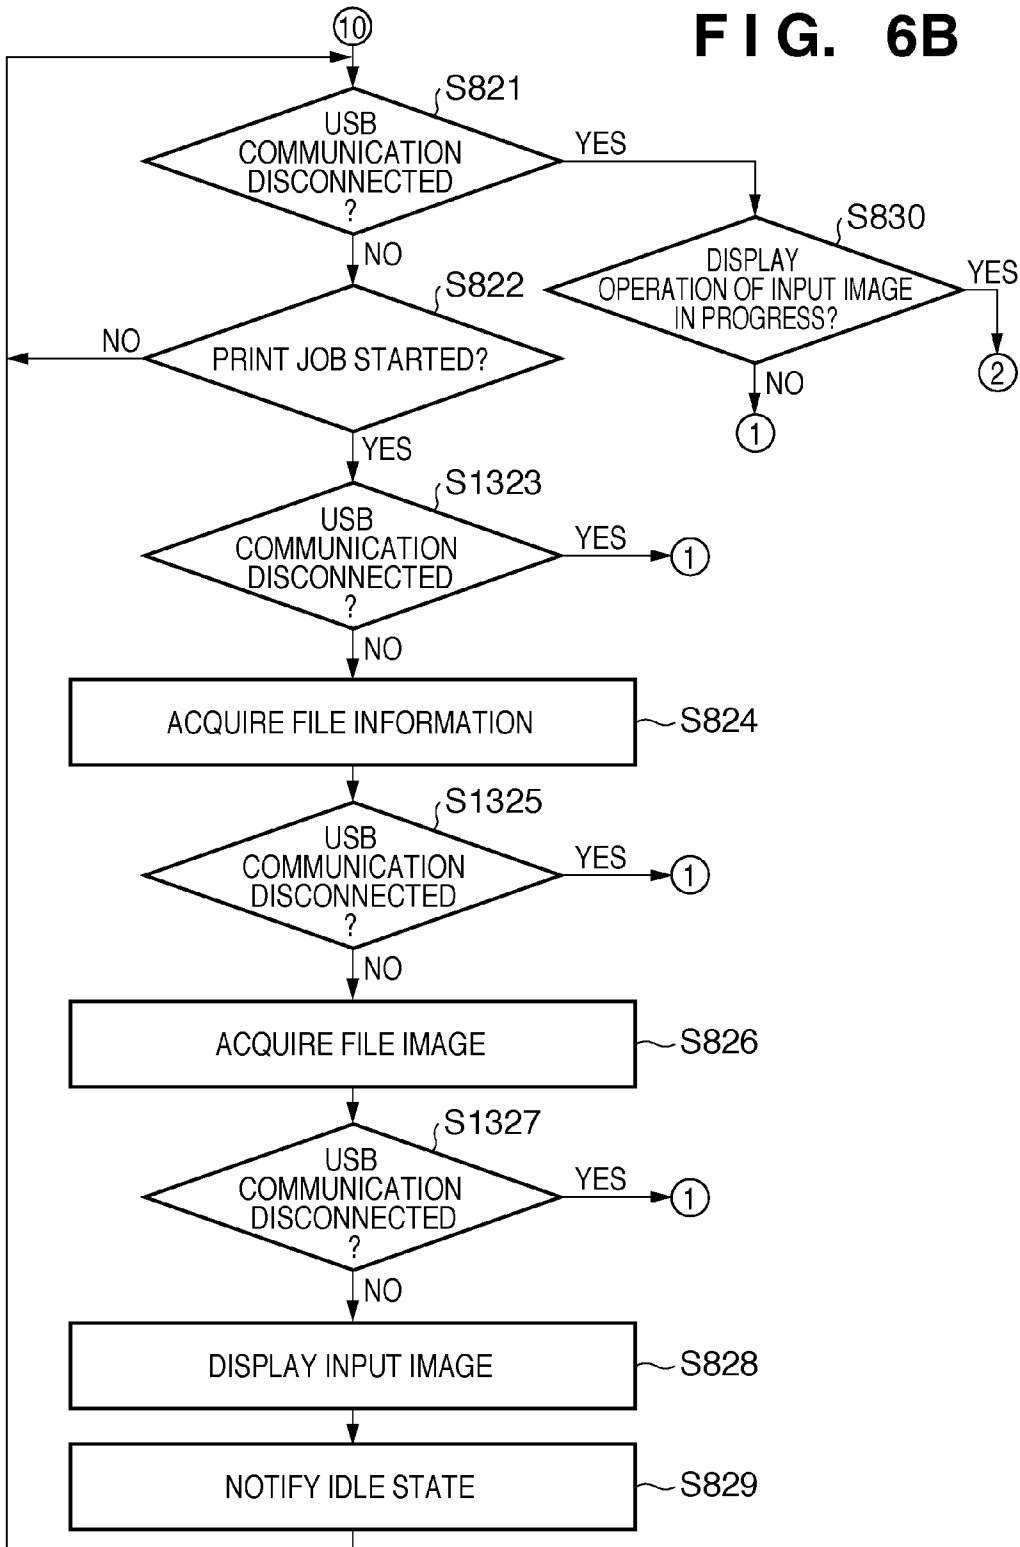 FIG. 6B
10
S821
USB
COMMUNICATION
DISCONNECTED
?
YES
NO
S830
DISPLAY
OPERATION OF INPUT IMAGE
IN PROGRESS?
YES
2
NO
1
S822
PRINT JOB STARTED?
NO
YES
S1323
USB
COMMUNICATION
DISCONNECTED
?
YES
1
NO
ACQUIRE FILE INFORMATION
S824
S1325
USB
COMMUNICATION
DISCONNECTED
?
YES
1
NO
ACQUIRE FILE IMAGE
S826
S1327
USB
COMMUNICATION
DISCONNECTED
?
YES
1
NO
DISPLAY INPUT IMAGE
S828
NOTIFY IDLE STATE
S829